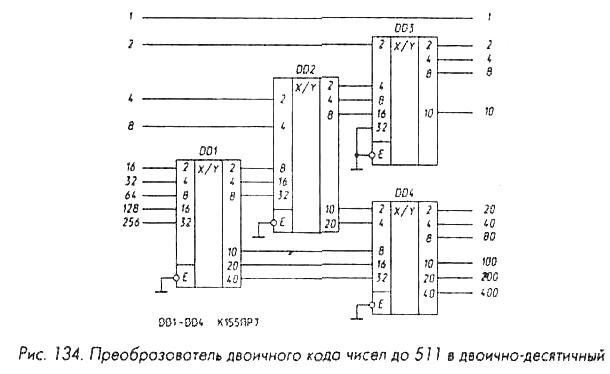 1 1
DD3
2 2 X/Y 2 2
4 4
DD2 8 8
X/Y 2 4
4 2 4 8
8 16 10 10
8 4 32
DD1 E
16 2 X/Y 2 8
32 4 4 16 DD4
64 8 8 32 10 2 X/Y 2 20
128 16 E 20 4 4 40
256 32 8 80
10 8
20 16 10 100
E 40 32 20 200
40 400
E
DD1-DD4 К155ПР7
Рис. 134. Преобразователь двоичного кода чисел до 511 в двоично-десятичный